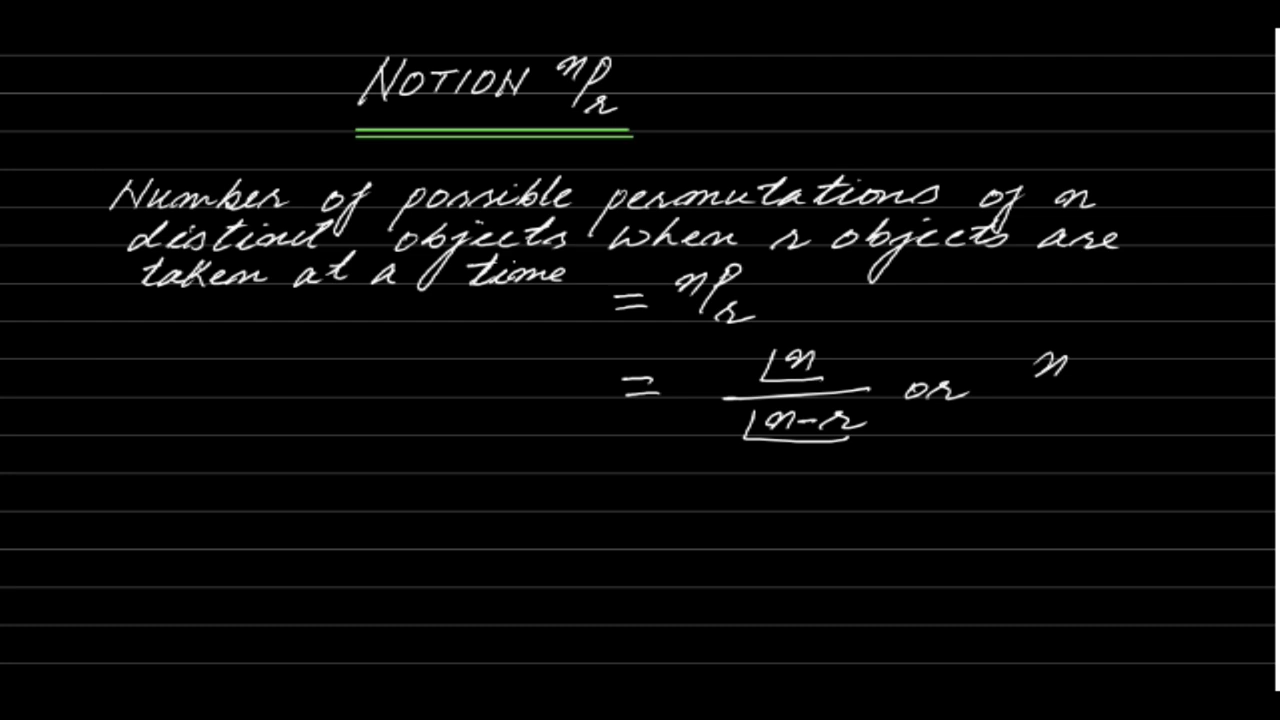 NOTION ⁿPᵣ
Number of possible permutations of n
distinct objects when r objects are
taken at a time
= ⁿPᵣ
= ⌊n / ⌊n-r or n